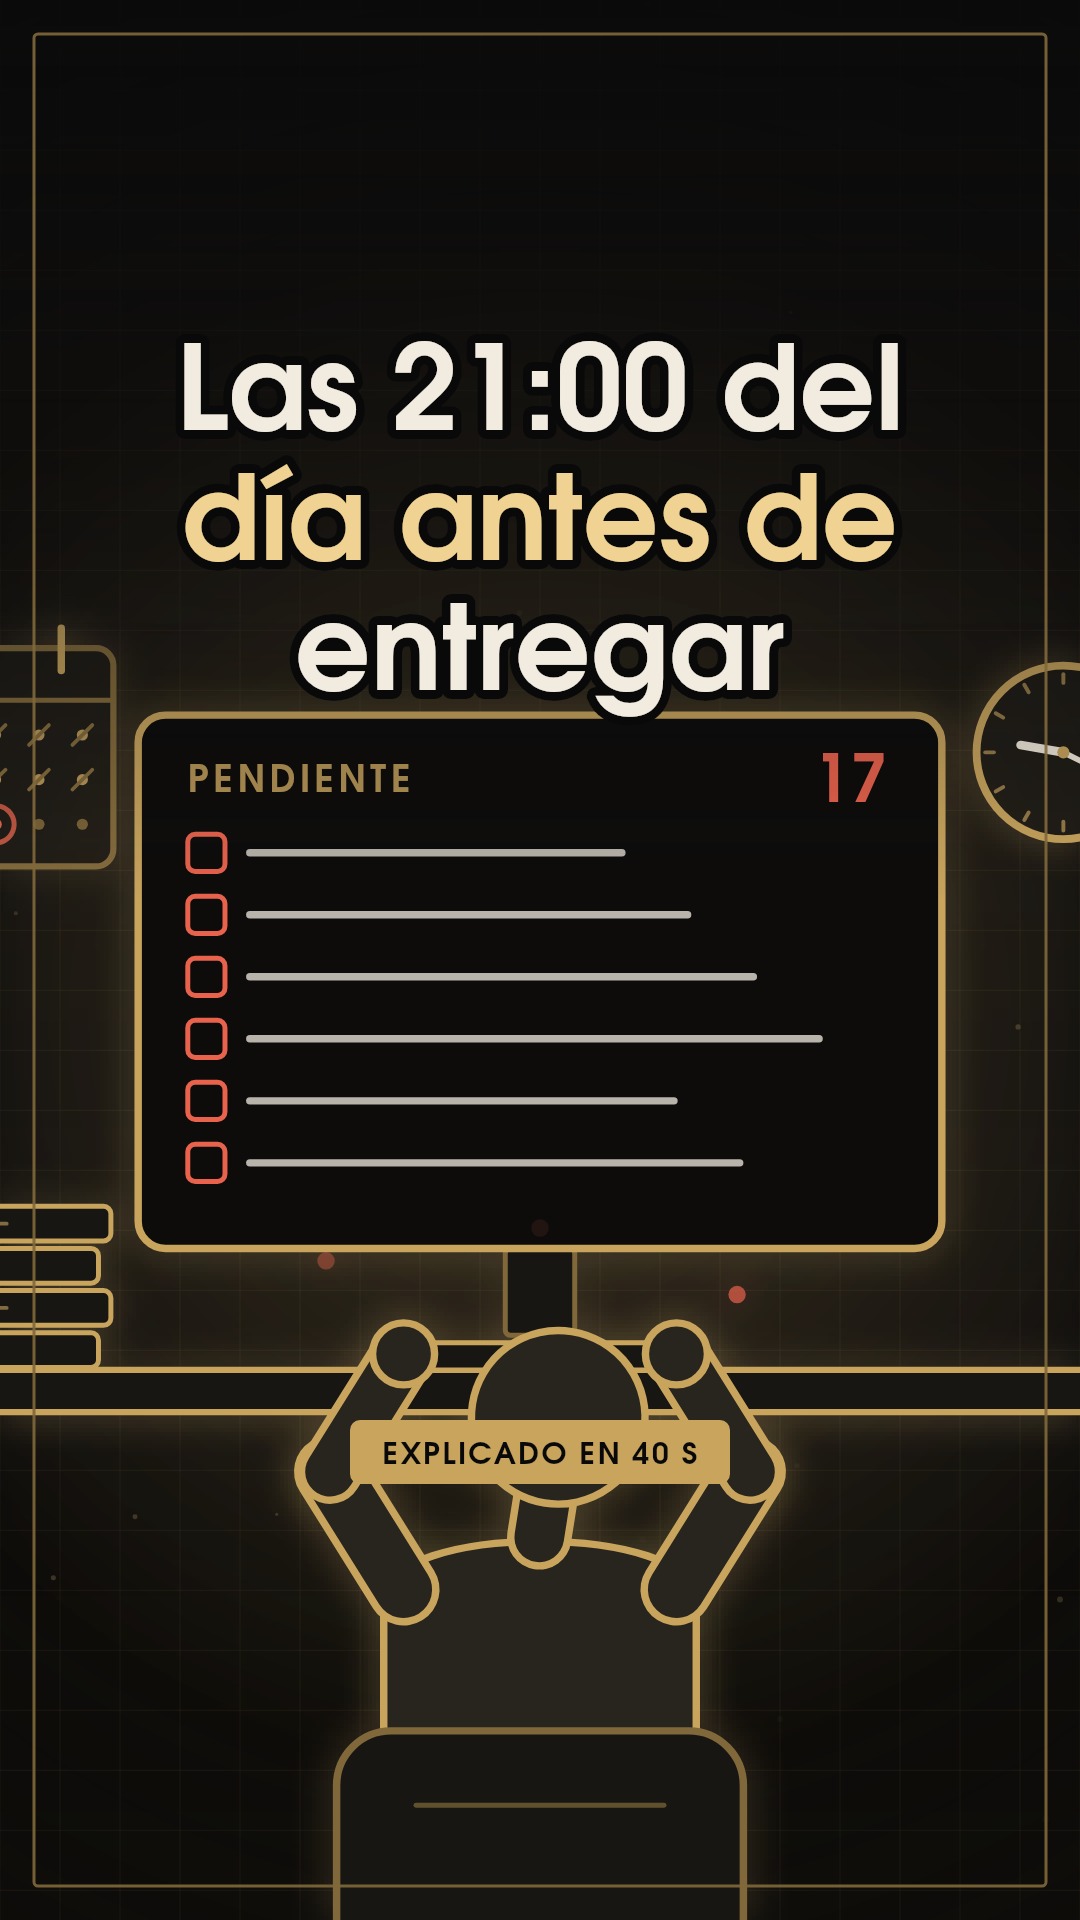 Las 21:00 del
día antes de
entregar
PENDIENTE 17
EXPLICADO EN 40 S